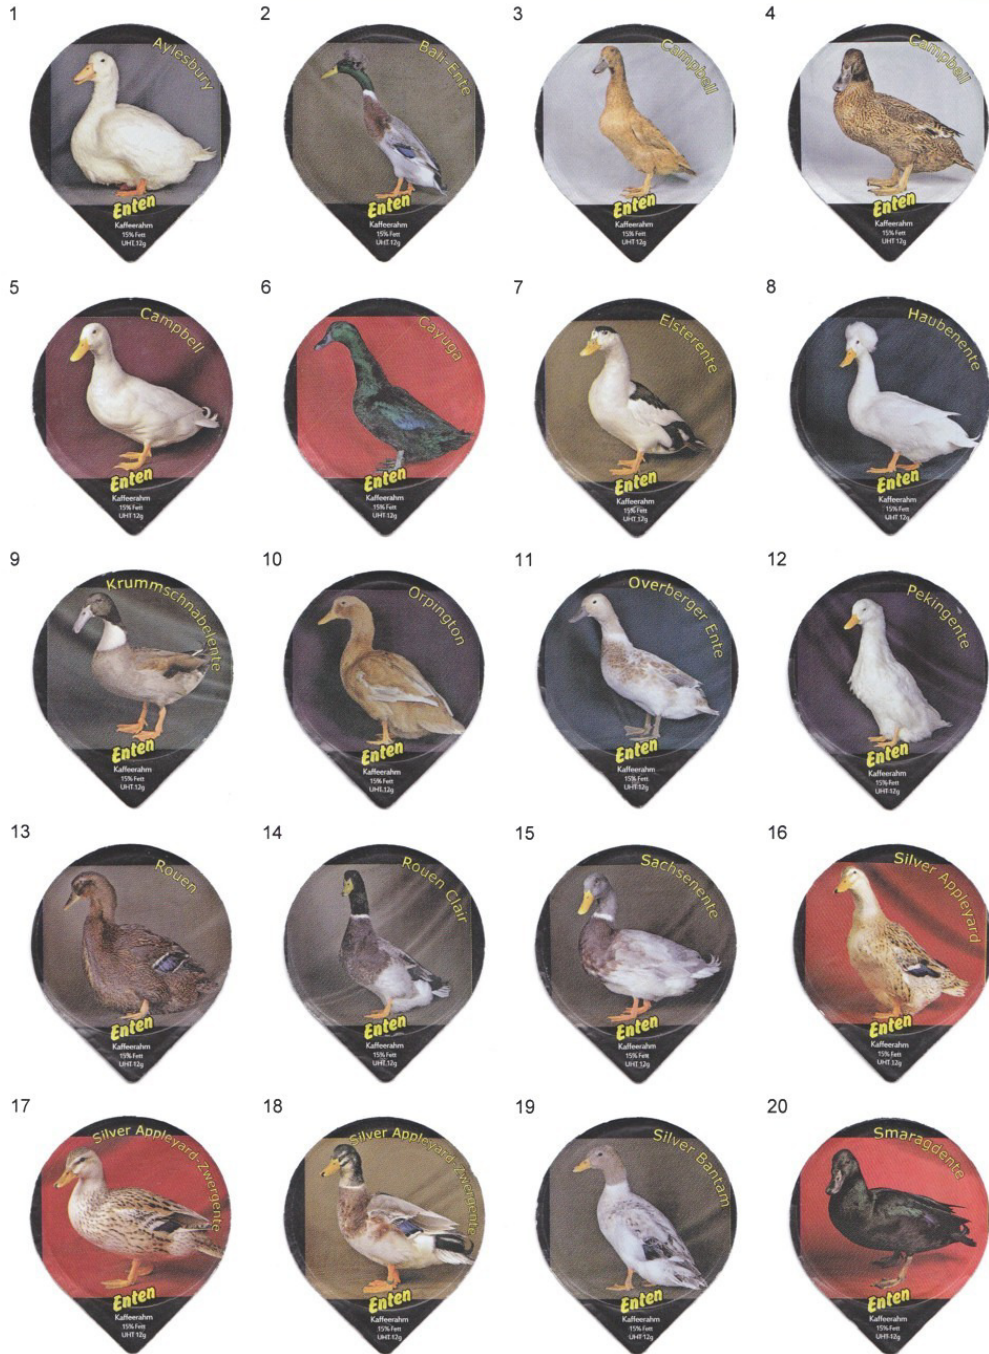 1
Aylesbury
Enten
Kaffeerahm
15% Fett
UHT 12g
2
Bali-Ente
Enten
Kaffeerahm
15% Fett
UHT 12g
3
Campbell
Enten
Kaffeerahm
15% Fett
UHT 12g
4
Campbell
Enten
Kaffeerahm
15% Fett
UHT 12g
5
Campbell
Enten
Kaffeerahm
15% Fett
UHT 12g
6
Cayuga
Enten
Kaffeerahm
15% Fett
UHT 12g
7
Elsterente
Enten
Kaffeerahm
15% Fett
UHT 12g
8
Haubenente
Enten
Kaffeerahm
15% Fett
UHT 12g
9
Krummschnabelente
Enten
Kaffeerahm
15% Fett
UHT 12g
10
Orpington
Enten
Kaffeerahm
15% Fett
UHT 12g
11
Overberger Ente
Enten
Kaffeerahm
15% Fett
UHT 12g
12
Pekingente
Enten
Kaffeerahm
15% Fett
UHT 12g
13
Rouen
Enten
Kaffeerahm
15% Fett
UHT 12g
14
Rouen Clair
Enten
Kaffeerahm
15% Fett
UHT 12g
15
Sachsenente
Enten
Kaffeerahm
15% Fett
UHT 12g
16
Silver Appleyard
Enten
Kaffeerahm
15% Fett
UHT 12g
17
Silver Appleyard-Zwergente
Enten
Kaffeerahm
15% Fett
UHT 12g
18
Silver Appleyard-Zwergente
Enten
Kaffeerahm
15% Fett
UHT 12g
19
Silver Bantam
Enten
Kaffeerahm
15% Fett
UHT 12g
20
Smaragdente
Enten
Kaffeerahm
15% Fett
UHT 12g